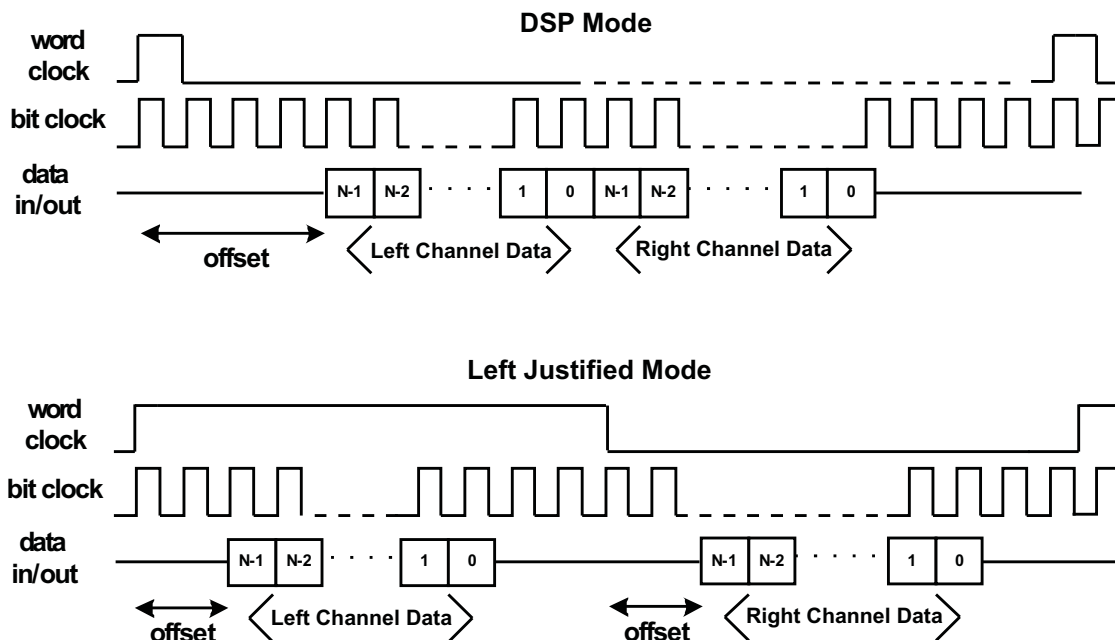 DSP Mode
word
clock
bit clock
data
in/out
N-1 N-2 1 0 N-1 N-2 1 0
offset
Left Channel Data
Right Channel Data
Left Justified Mode
word
clock
bit clock
data
in/out
N-1 N-2 1 0 N-1 N-2 1 0
offset
Left Channel Data
offset
Right Channel Data